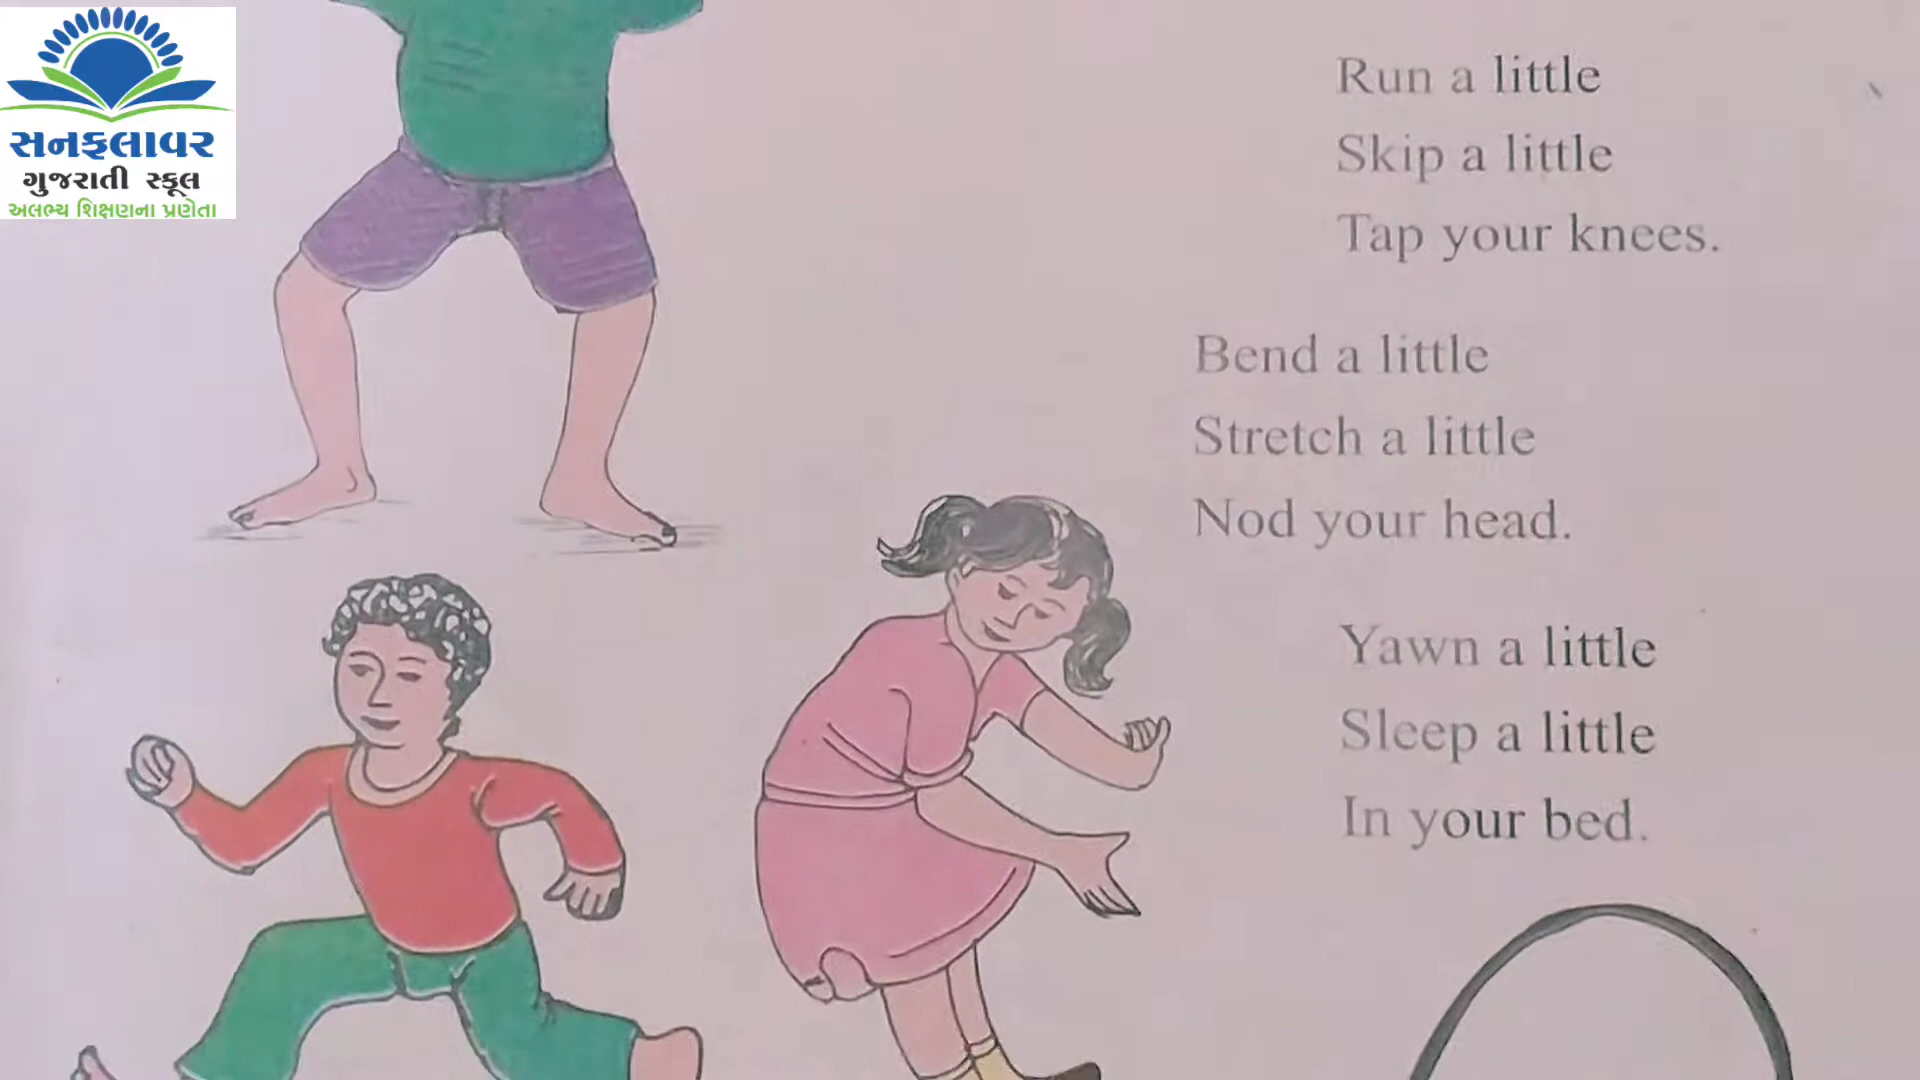 સનફલાવર
ગુજરાતી સ્કૂલ
અલભ્ય શિક્ષણના પ્રણેતા
Run a little
Skip a little
Tap your knees.
Bend a little
Stretch a little
Nod your head.
Yawn a little
Sleep a little
In your bed.